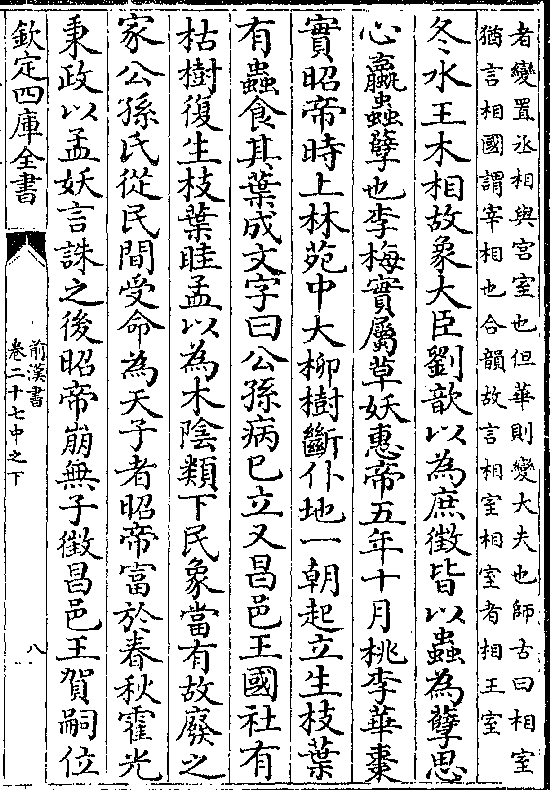 者變置丞相與宫室也但華則變大夫也師古曰相室
猶言相國謂宰相也合韻故言相室相室者相王室
冬水王木相故象大臣劉歆以為庶徵皆以蟲為孽思
心蠃蟲孽也李梅實屬草妖惠帝五年十月桃李華棗
實昭帝時上林苑中大柳樹斷仆地一朝起立生枝葉
有蟲食其葉成文字曰公孫病已立又昌邑王國社有
枯樹復生枝葉眭孟以為木陰類下民象當有故廢之
家公孫氏從民間受命為天子者昭帝富於春秋霍光
秉政以孟妖言誅之後昭帝崩無子徵昌邑王賀嗣位
欽定四庫全書
前漢書
卷二十七中之下
八